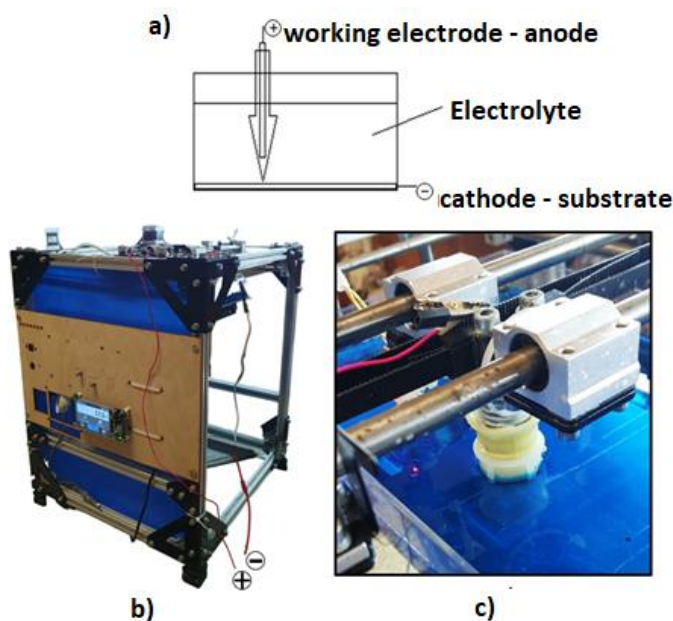 a)
+
working electrode - anode
Electrolyte
−
cathode - substrate
−
+
b)
c)